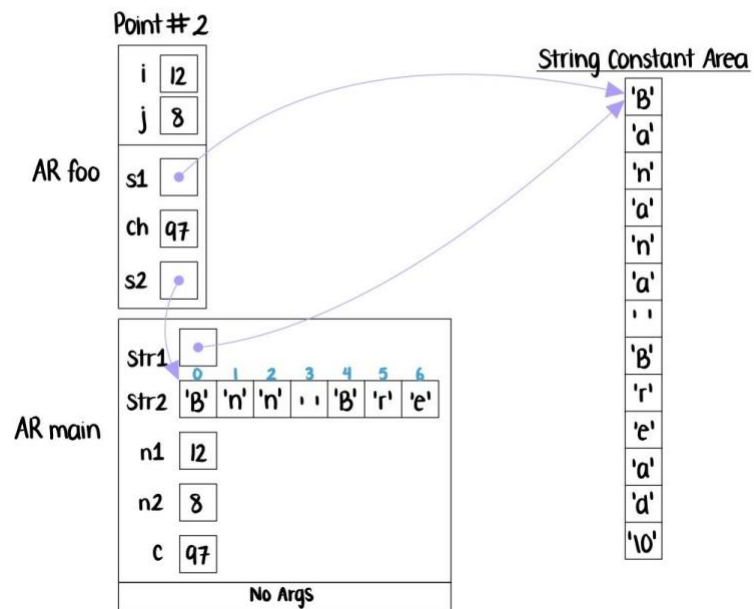 Point #2
String Constant Area
i 12
j 8
AR foo
s1
ch 97
s2
'B'
'a'
'n'
'a'
'n'
'a'
' '
'B'
'r'
'e'
'a'
'd'
'\0'
AR main
Str1
0 1 2 3 4 5 6
Str2 'B' 'n' 'n' ' ' 'B' 'r' 'e'
n1 12
n2 8
c 97
No Args